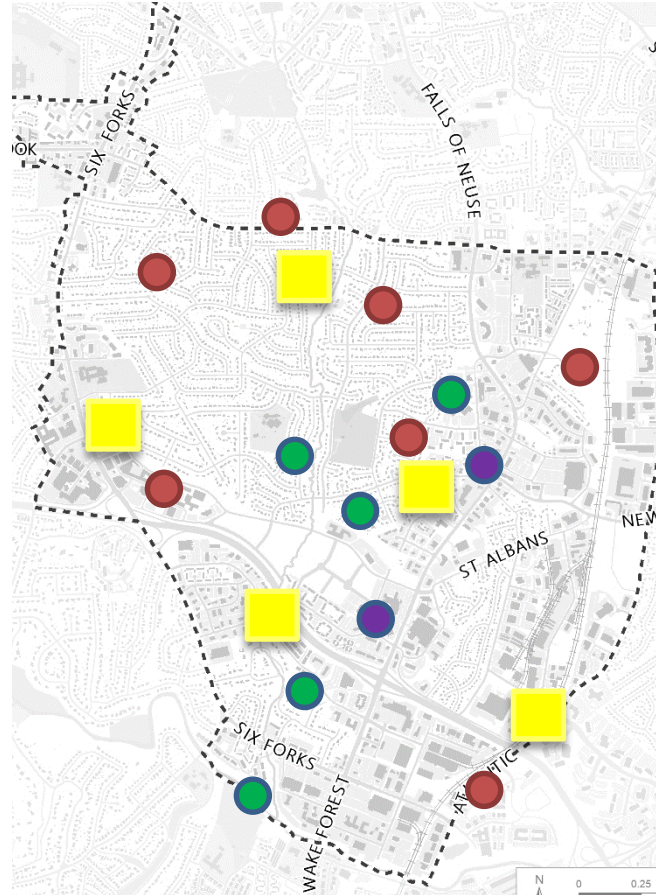 SIX FORKS
FALLS OF NEUSE
OOK
NEW
ST ALBANS
SIX FORKS
ATLANTIC
WAKE FOREST
N
0 0.25